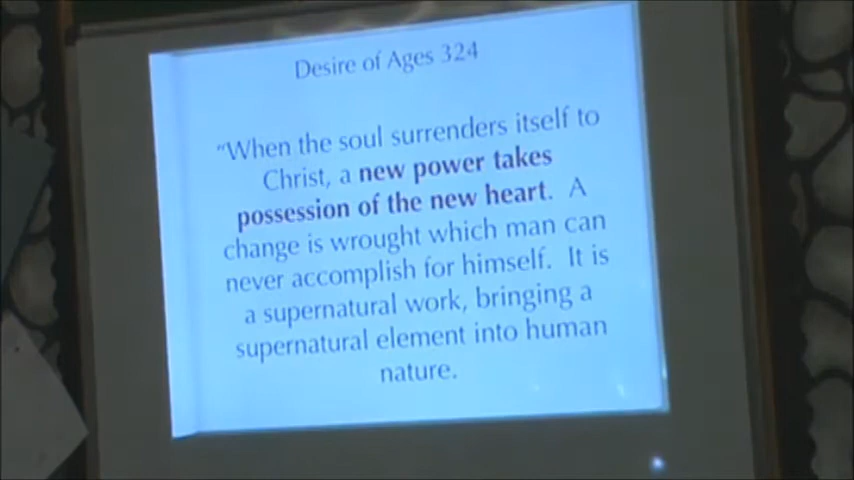 Desire of Ages 324
"When the soul surrenders itself to
Christ, a new power takes
possession of the new heart. A
change is wrought which man can
never accomplish for himself. It is
a supernatural work, bringing a
supernatural element into human
nature.